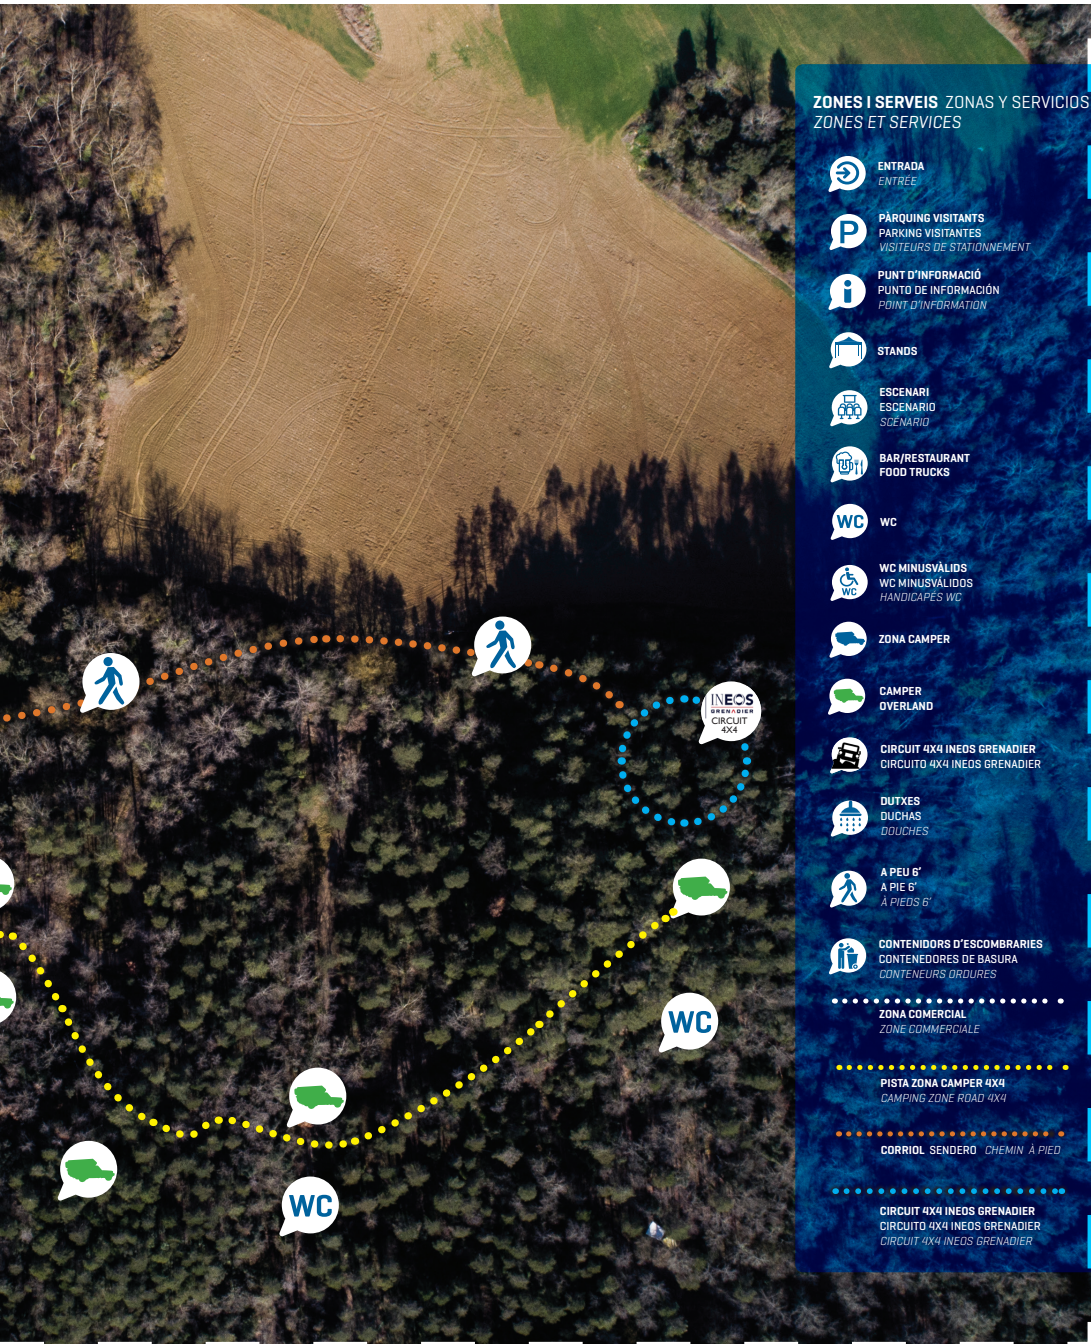 ZONES I SERVEIS ZONAS Y SERVICIOS
ZONES ET SERVICES
ENTRADA
ENTRÉE
P
PÀRQUING VISITANTS
PARKING VISITANTES
VISITEURS DE STATIONNEMENT
i
PUNT D'INFORMACIÓ
PUNTO DE INFORMACIÓN
POINT D'INFORMATION
STANDS
ESCENARI
ESCENARIO
SCÉNARIO
BAR/RESTAURANT
FOOD TRUCKS
WC WC
WC
WC MINUSVÀLIDS
WC MINUSVÁLIDOS
HANDICAPÉS WC
ZONA CAMPER
CAMPER
OVERLAND
CIRCUIT 4X4 INEOS GRENADIER
CIRCUITO 4X4 INEOS GRENADIER
DUTXES
DUCHAS
DOUCHES
A PEU 6'
A PIE 6'
À PIEDS 6'
CONTENIDORS D'ESCOMBRARIES
CONTENEDORES DE BASURA
CONTENEURS ORDURES
ZONA COMERCIAL
ZONE COMMERCIALE
PISTA ZONA CAMPER 4X4
CAMPING ZONE ROAD 4X4
CORRIOL SENDERO CHEMIN À PIED
CIRCUIT 4X4 INEOS GRENADIER
CIRCUITO 4X4 INEOS GRENADIER
CIRCUIT 4X4 INEOS GRENADIER
INEOS
GRENADIER
CIRCUIT
4X4
WC
WC